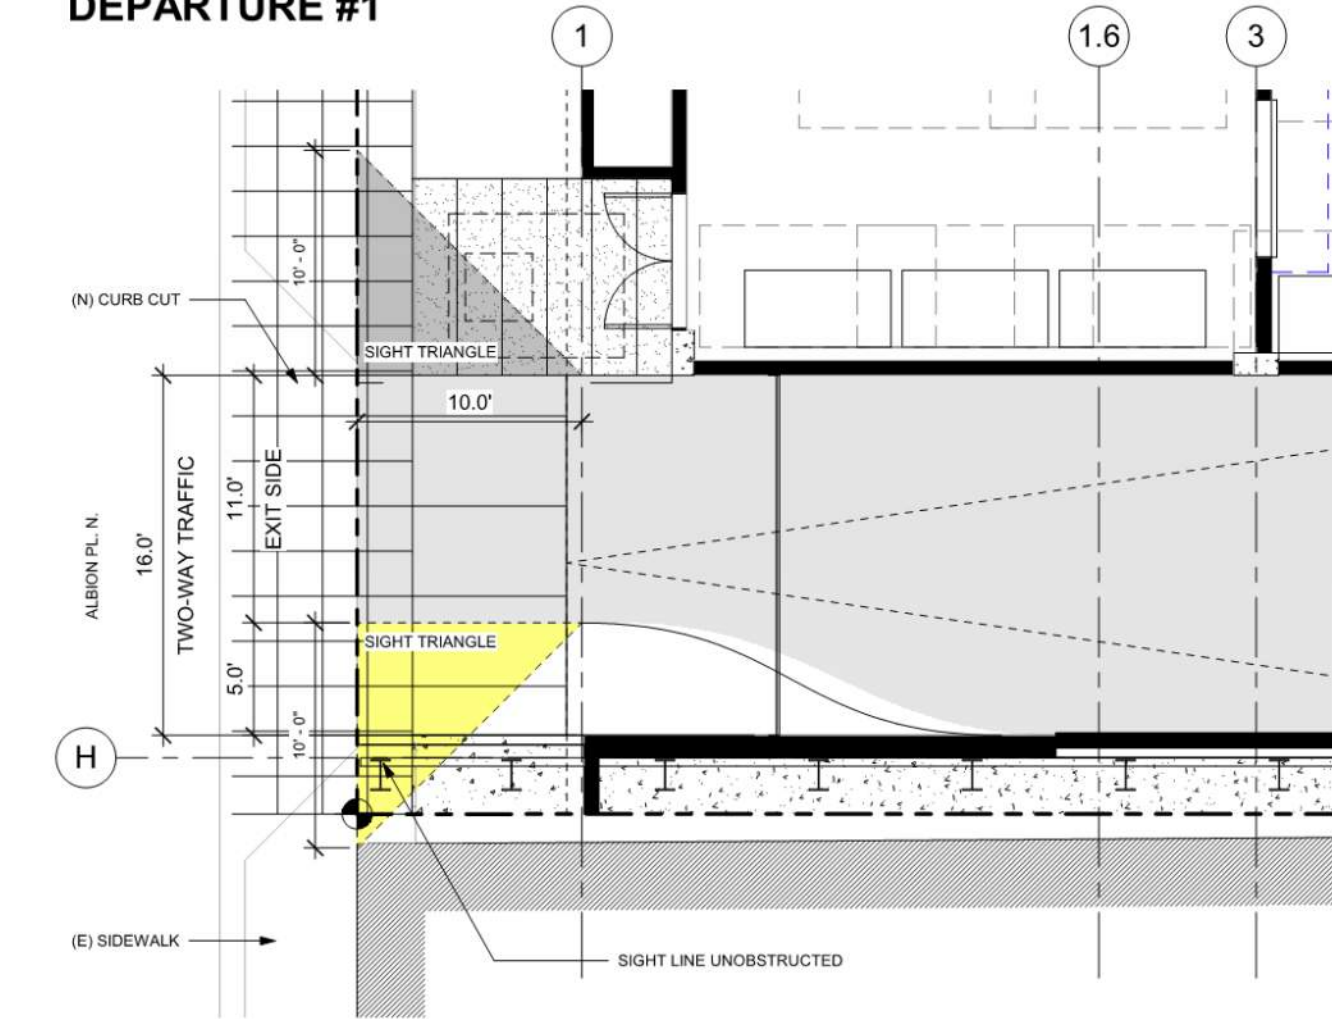 DEPARTURE #1
1
1.6
3
10' - 0"
(N) CURB CUT
SIGHT TRIANGLE
10.0'
ALBION PL. N.
16.0'
TWO-WAY TRAFFIC
11.0'
EXIT SIDE
SIGHT TRIANGLE
5.0'
10' - 0"
H
(E) SIDEWALK
SIGHT LINE UNOBSTRUCTED